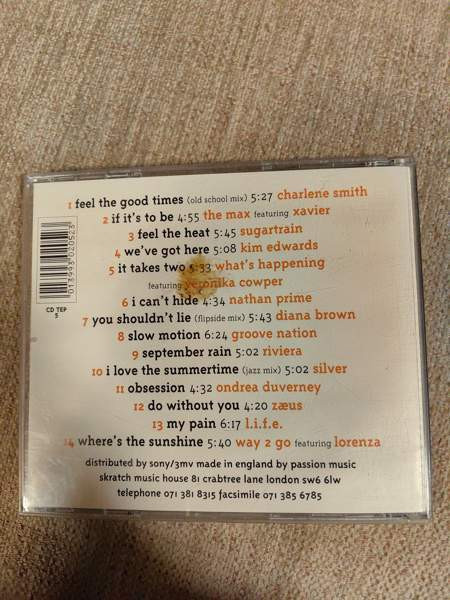 1 feel the good times (old school mix) 5:27 charlene smith
2 if it's to be 4:55 the max featuring xavier
3 feel the heat 5:45 sugartrain
4 we've got here 5:08 kim edwards
5 it takes two 5:33 what's happening
featuring veronika cowper
6 i can't hide 4:34 nathan prime
7 you shouldn't lie (flipside mix) 5:43 diana brown
8 slow motion 6:24 groove nation
9 september rain 5:02 riviera
10 i love the summertime (jazz mix) 5:02 silver
11 obsession 4:32 ondrea duverney
12 do without you 4:20 zæus
13 my pain 6:17 l.i.f.e.
14 where's the sunshine 5:40 way 2 go featuring lorenza
distributed by sony/3mv made in england by passion music
skratch music house 81 crabtree lane london sw6 6lw
telephone 071 381 8315 facsimile 071 385 6785
CD TEP
5